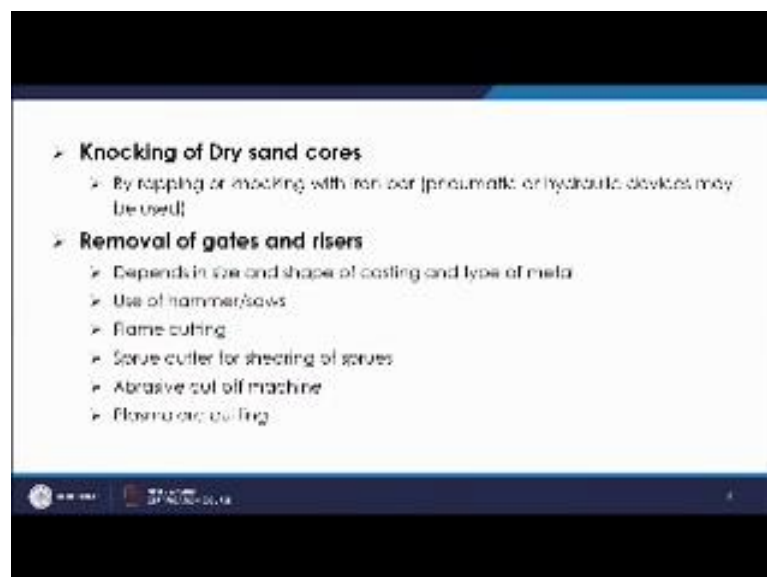 Knocking of Dry sand cores
By rapping or knocking with iron bar (pneumatic or hydraulic devices may
be used)
Removal of gates and risers
Depends in size and shape of casting and type of metal
Use of hammer/saws
Flame cutting
Sprue cutter for shearing of sprues
Abrasive cut off machine
Plasma arc cutting